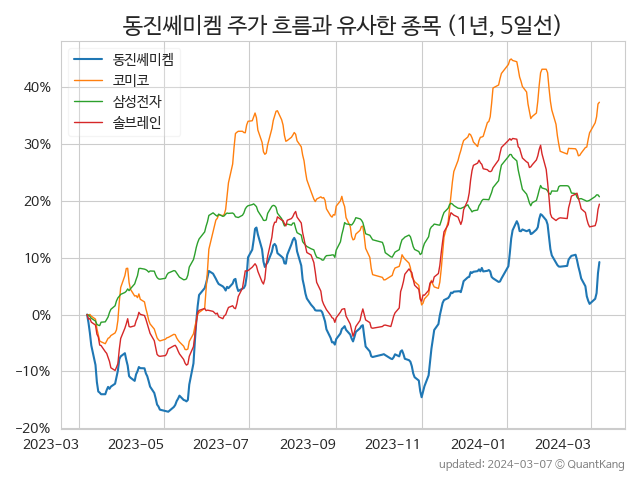 동진쎄미켐 주가 흐름과 유사한 종목 (1년, 5일선)
동진쎄미켐
코미코
삼성전자
솔브레인
40%
30%
20%
10%
0%
−10%
−20%
2023-03 2023-05 2023-07 2023-09 2023-11 2024-01 2024-03
updated: 2024-03-07 © QuantKang